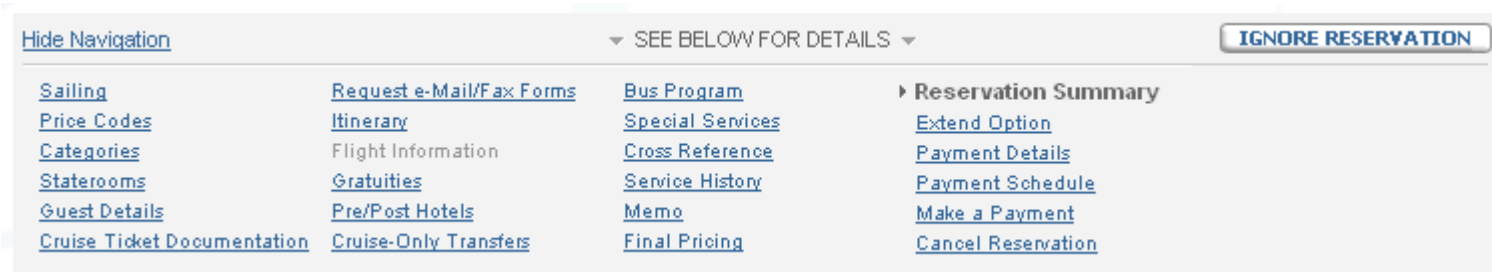 Hide Navigation
SEE BELOW FOR DETAILS
IGNORE RESERVATION
Sailing
Price Codes
Categories
Staterooms
Guest Details
Cruise Ticket Documentation
Request e-Mail/Fax Forms
Itinerary
Flight Information
Gratuities
Pre/Post Hotels
Cruise-Only Transfers
Bus Program
Special Services
Cross Reference
Service History
Memo
Final Pricing
Reservation Summary
Extend Option
Payment Details
Payment Schedule
Make a Payment
Cancel Reservation